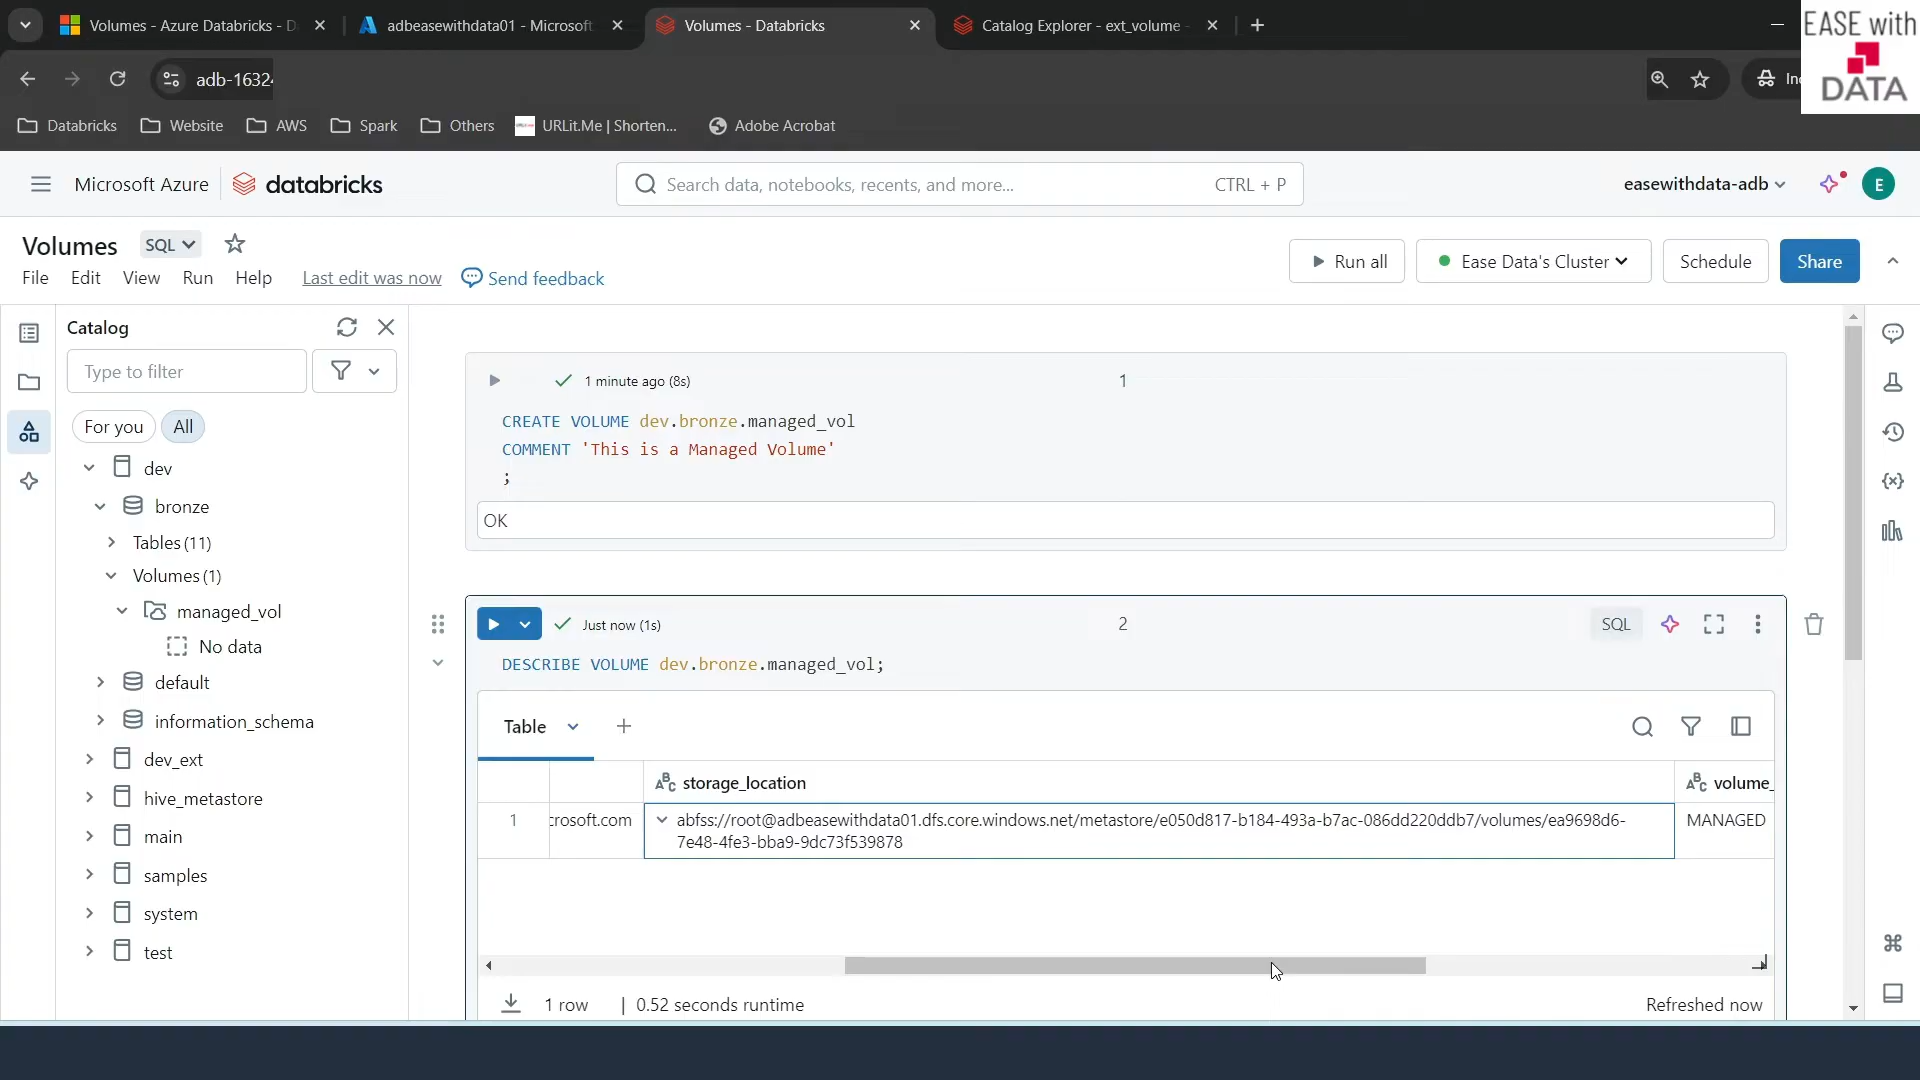 Volumes - Azure Databricks - D
adbeasewithdata01 - Microsoft
Volumes - Databricks
Catalog Explorer - ext_volume -
EASE with
DATA
adb-16324
Databricks
Website
AWS
Spark
Others
URLit.Me | Shorten...
Adobe Acrobat
Microsoft Azure
databricks
Search data, notebooks, recents, and more...
CTRL + P
easewithdata-adb
E
Volumes
SQL
File
Edit
View
Run
Help
Last edit was now
Send feedback
Run all
Ease Data's Cluster
Schedule
Share
Catalog
Type to filter
For you
All
dev
bronze
Tables (11)
Volumes (1)
managed_vol
No data
default
information_schema
dev_ext
hive_metastore
main
samples
system
test
1 minute ago (8s)
1
CREATE VOLUME dev.bronze.managed_vol
COMMENT 'This is a Managed Volume'
;
OK
Just now (1s)
2
SQL
DESCRIBE VOLUME dev.bronze.managed_vol;
Table
storage_location
volume_
1
crosoft.com
abfss://root@adbeasewithdata01.dfs.core.windows.net/metastore/e050d817-b184-493a-b7ac-086dd220ddb7/volumes/ea9698d6-
7e48-4fe3-bba9-9dc73f539878
MANAGED
1 row
| 0.52 seconds runtime
Refreshed now